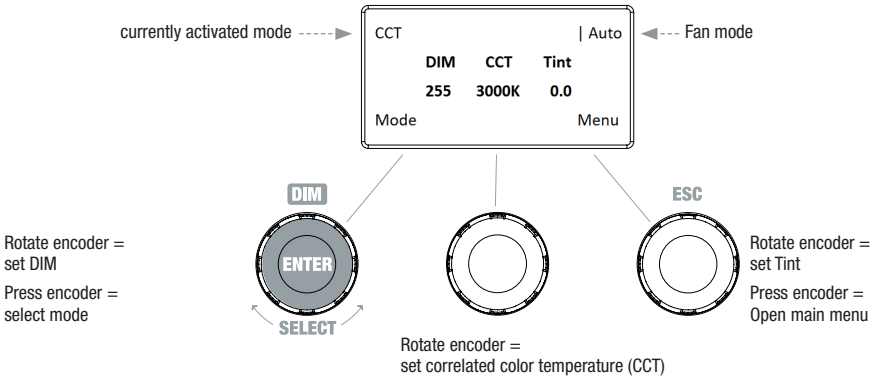 currently activated mode
CCT | Auto
Fan mode
DIM CCT Tint
255 3000K 0.0
Mode Menu
DIM
ESC
Rotate encoder =
set DIM
Press encoder =
select mode
ENTER
SELECT
Rotate encoder =
set correlated color temperature (CCT)
Rotate encoder =
set Tint
Press encoder =
Open main menu